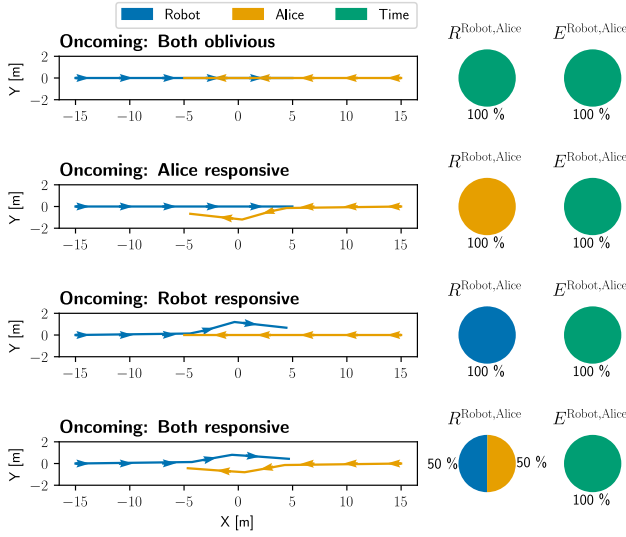 Robot Alice Time
Oncoming: Both oblivious
R^Robot,Alice E^Robot,Alice
Y [m]
2
0
−2
−15 −10 −5 0 5 10 15
100 % 100 %
Oncoming: Alice responsive
R^Robot,Alice E^Robot,Alice
Y [m]
2
0
−2
−15 −10 −5 0 5 10 15
100 % 100 %
Oncoming: Robot responsive
R^Robot,Alice E^Robot,Alice
Y [m]
2
0
−2
−15 −10 −5 0 5 10 15
100 % 100 %
Oncoming: Both responsive
R^Robot,Alice E^Robot,Alice
Y [m]
2
0
−2
50 % 50 %
−15 −10 −5 0 5 10 15
100 %
X [m]